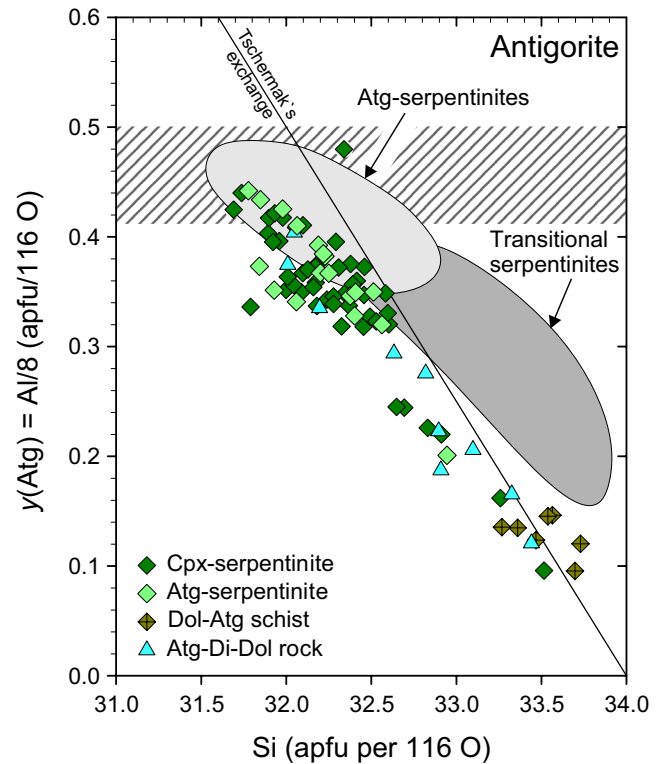 Antigorite
Tschermak`s
exchange
Atg-serpentinites
Transitional
serpentinites
0.6
0.5
0.4
0.3
0.2
0.1
0.0
y(Atg) = Al/8 (apfu/116 O)
Cpx-serpentinite
Atg-serpentinite
Dol-Atg schist
Atg-Di-Dol rock
31.0 31.5 32.0 32.5 33.0 33.5 34.0
Si (apfu per 116 O)